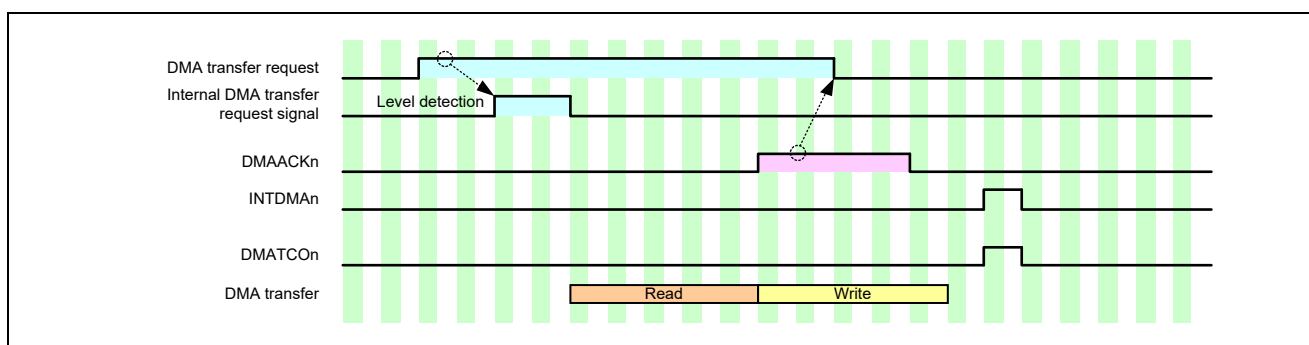 DMA transfer request
Internal DMA transfer
request signal
Level detection
DMAACKn
INTDMAn
DMATCOn
DMA transfer
Read
Write